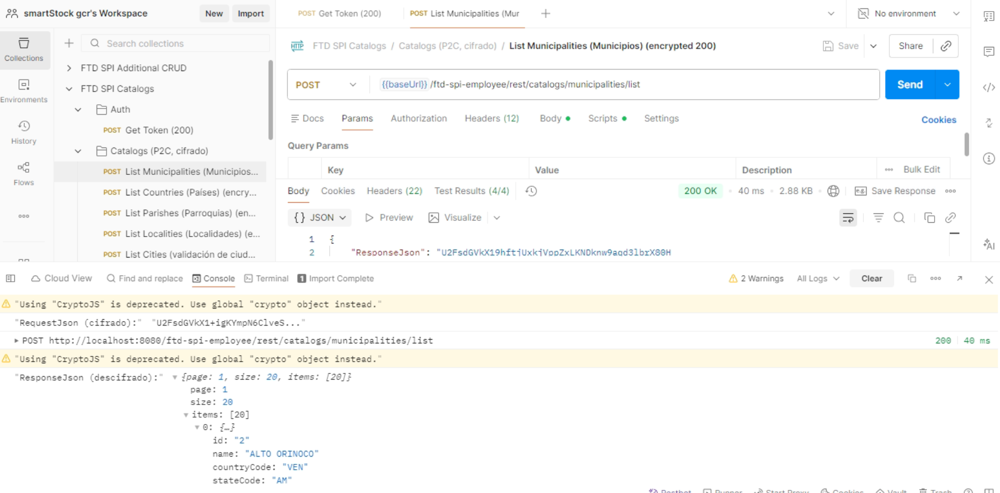 smartStock gcr's Workspace
New
Import
POST Get Token (200)
POST List Municipalities (Mur
No environment
Collections
Environments
History
Flows
Search collections
FTD SPI Additional CRUD
FTD SPI Catalogs
Auth
POST Get Token (200)
Catalogs (P2C, cifrado)
POST List Municipalities (Municipios...
POST List Countries (Países) (encry...
POST List Parishes (Parroquias) (en...
POST List Localities (Localidades) (e...
POST List Cities (validación de ciud...
HTTP FTD SPI Catalogs / Catalogs (P2C, cifrado) / List Municipalities (Municipios) (encrypted 200)
Save
Share
POST
{{baseUrl}} /ftd-spi-employee/rest/catalogs/municipalities/list
Send
Docs Params Authorization Headers (12) Body Scripts Settings
Cookies
Query Params
Key Value Description Bulk Edit
Body Cookies Headers (22) Test Results (4/4)
200 OK 40 ms 2.88 KB e.g. Save Response
{} JSON Preview Visualize
1 {
2 "ResponseJson": "U2FsdGVkX19hftjUxkjVppZxLKNDknw9aqd3lbrX80H
AI
Cloud View Find and replace Console Terminal 1 Import Complete
2 Warnings All Logs Clear
"Using "CryptoJS" is deprecated. Use global "crypto" object instead."
"RequestJson (cifrado):" "U2FsdGVkX1+igKYmpN6ClveS..."
POST http://localhost:8080/ftd-spi-employee/rest/catalogs/municipalities/list
200 40 ms
"Using "CryptoJS" is deprecated. Use global "crypto" object instead."
"ResponseJson (descifrado):" {page: 1, size: 20, items: [20]}
page: 1
size: 20
items: [20]
0: {…}
id: "2"
name: "ALTO ORINOCO"
countryCode: "VEN"
stateCode: "AM"
Postbot Runner Start Proxy Cookies Vault Trash